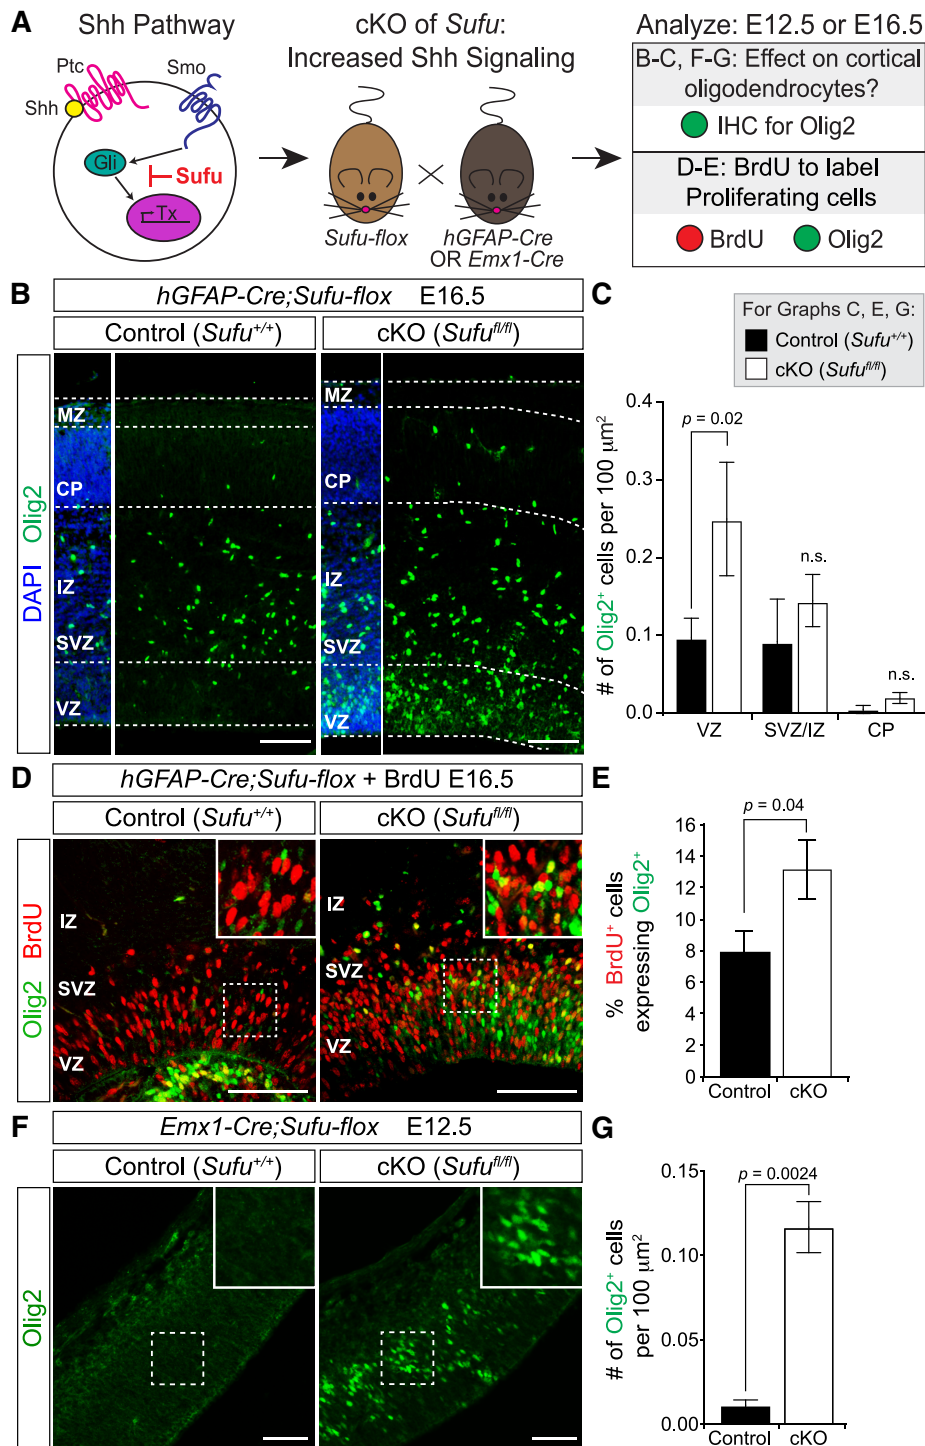 A
Shh Pathway
Ptc
Smo
Shh
Gli
Sufu
Tx
cKO of Sufu:
Increased Shh Signaling
Sufu-flox
hGFAP-Cre
OR Emx1-Cre
Analyze: E12.5 or E16.5
B-C, F-G: Effect on cortical
oligodendrocytes?
IHC for Olig2
D-E: BrdU to label
Proliferating cells
BrdU
Olig2
B
hGFAP-Cre;Sufu-flox E16.5
Control (Sufu+/+)
cKO (Sufufl/fl)
DAPI Olig2
MZ
CP
IZ
SVZ
VZ
MZ
CP
IZ
SVZ
VZ
C
For Graphs C, E, G:
Control (Sufu+/+)
cKO (Sufufl/fl)
# of Olig2+ cells per 100 μm2
0.4
0.3
0.2
0.1
0.0
p = 0.02
n.s.
n.s.
VZ
SVZ/IZ
CP
D
hGFAP-Cre;Sufu-flox + BrdU E16.5
Control (Sufu+/+)
cKO (Sufufl/fl)
Olig2 BrdU
IZ
SVZ
VZ
IZ
SVZ
VZ
E
% BrdU+ cells
expressing Olig2+
16
14
12
10
8
6
4
2
0
p = 0.04
Control
cKO
F
Emx1-Cre;Sufu-flox E12.5
Control (Sufu+/+)
cKO (Sufufl/fl)
Olig2
G
# of Olig2+ cells
per 100 μm2
0.15
0.10
0.05
0.00
p = 0.0024
Control
cKO